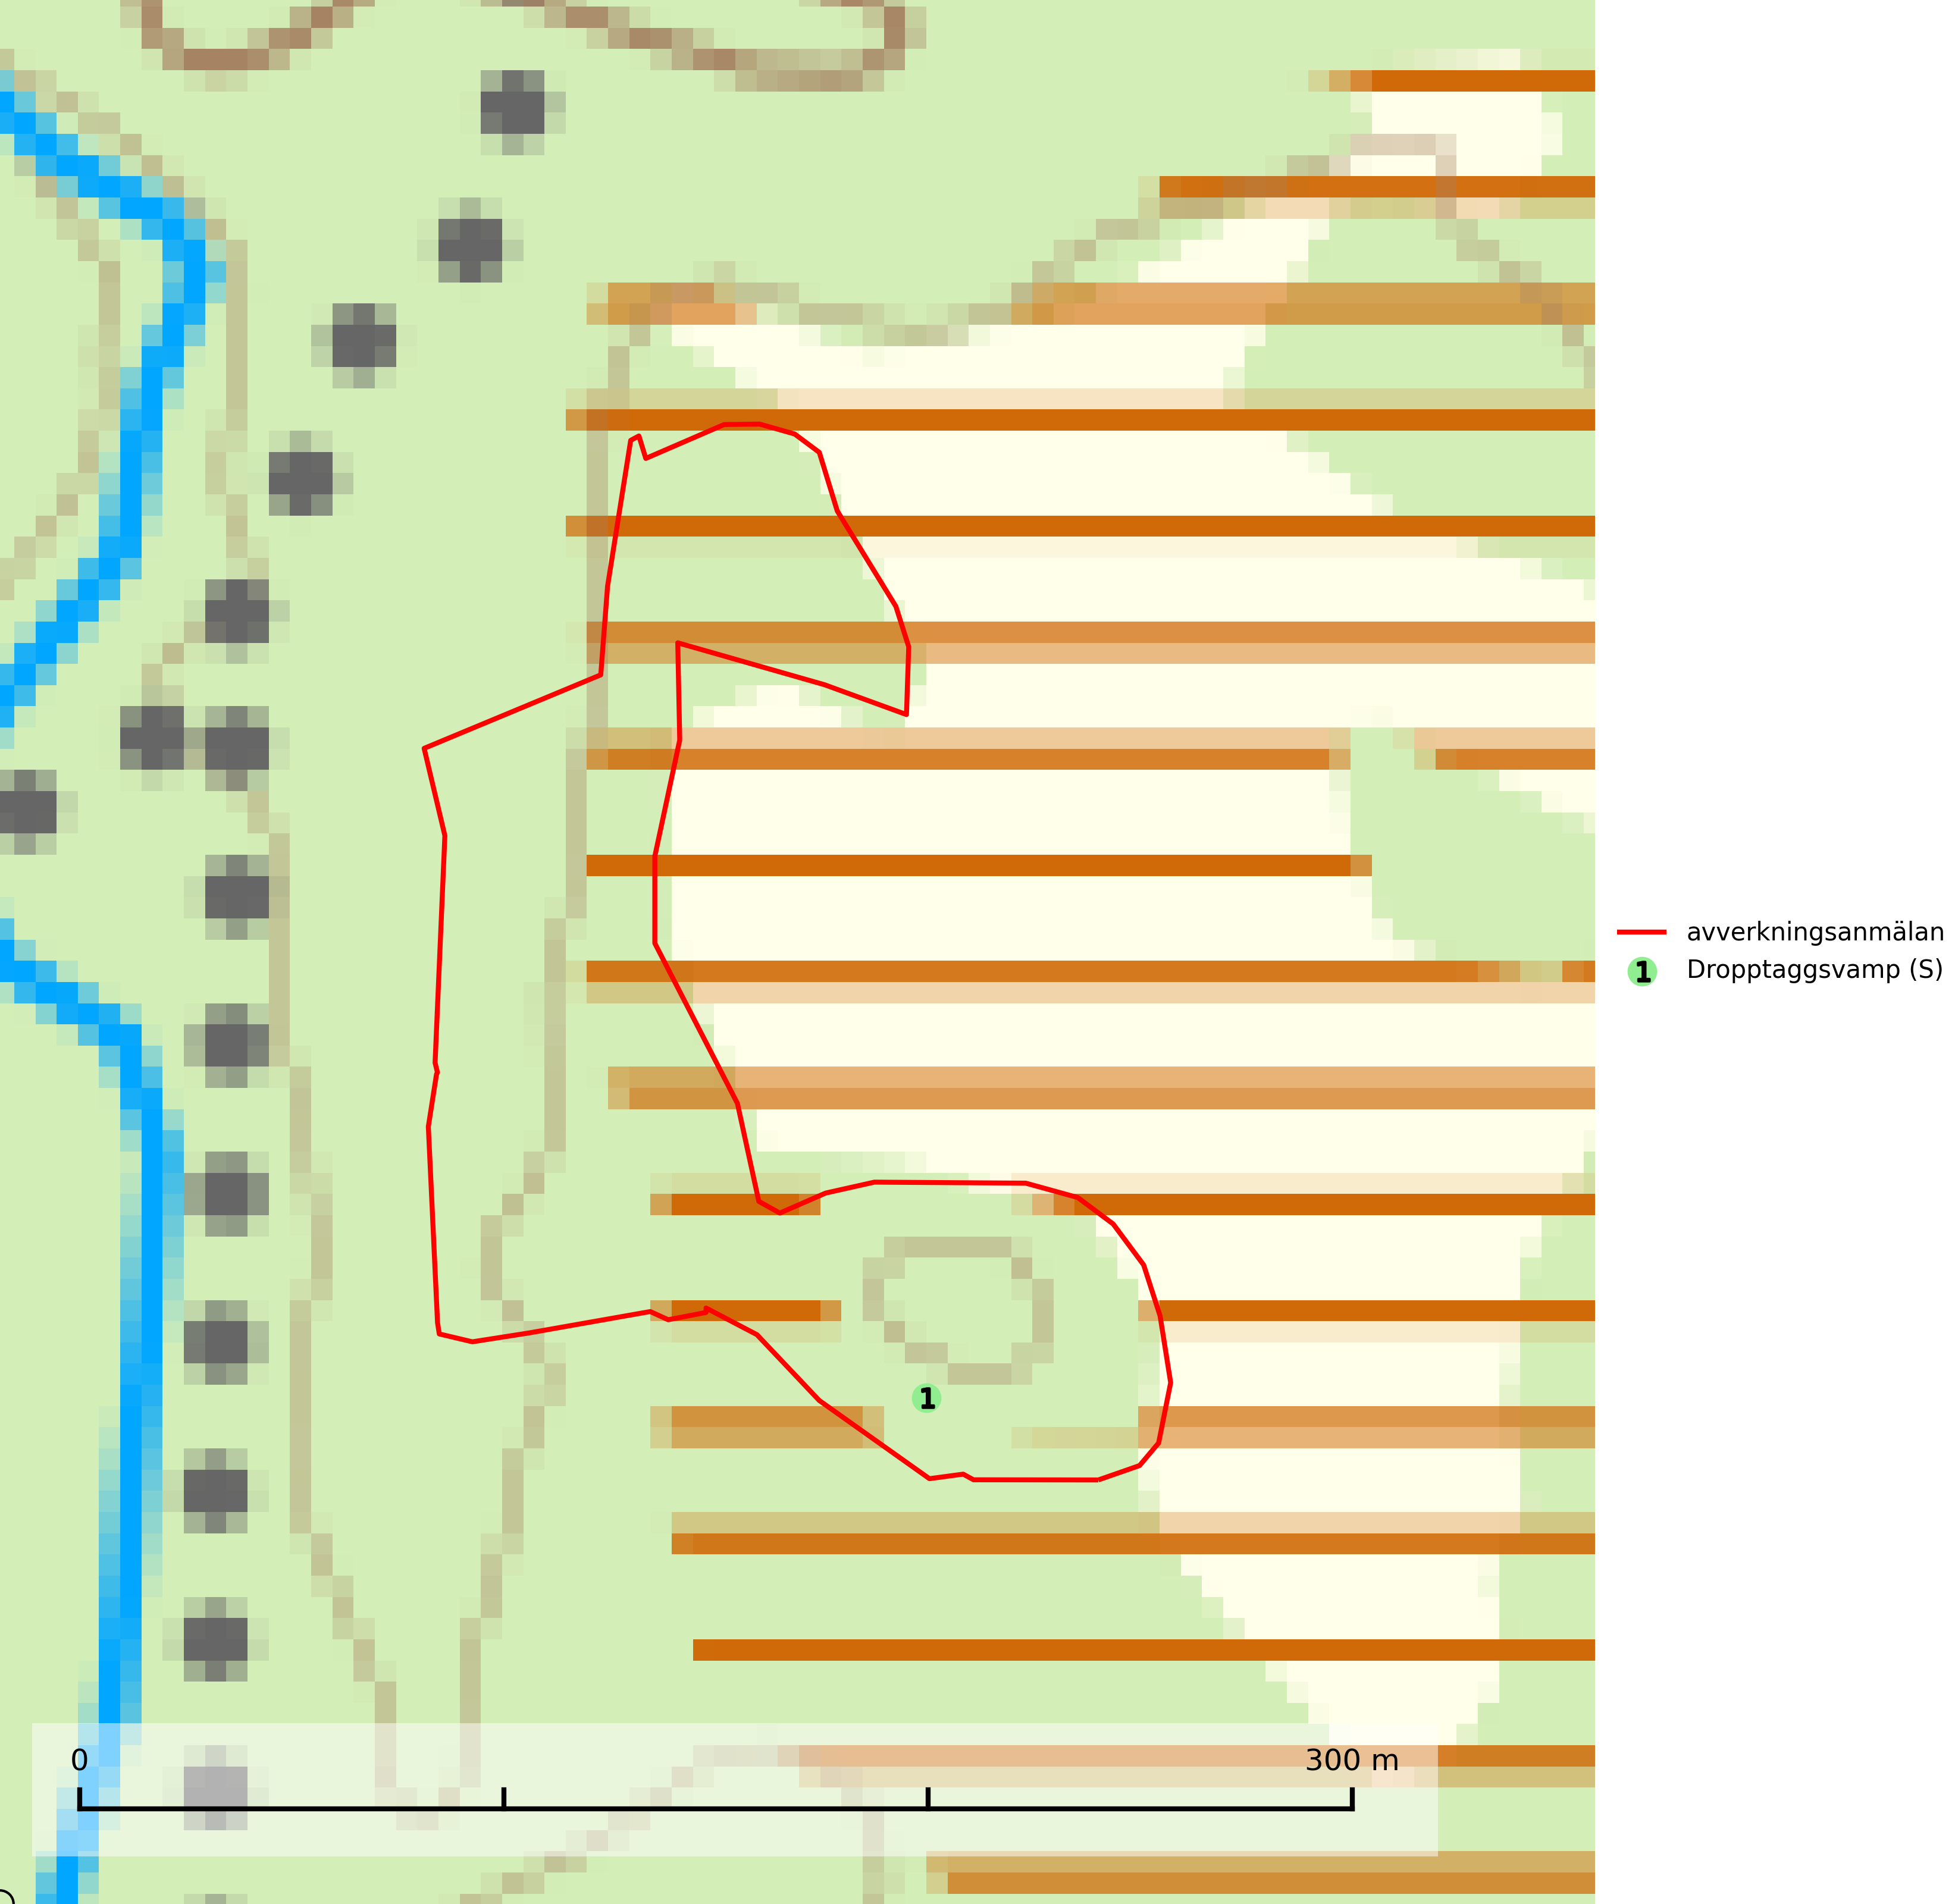 avverkningsanmälan
1 Dropptaggsvamp (S)
1
0 300 m